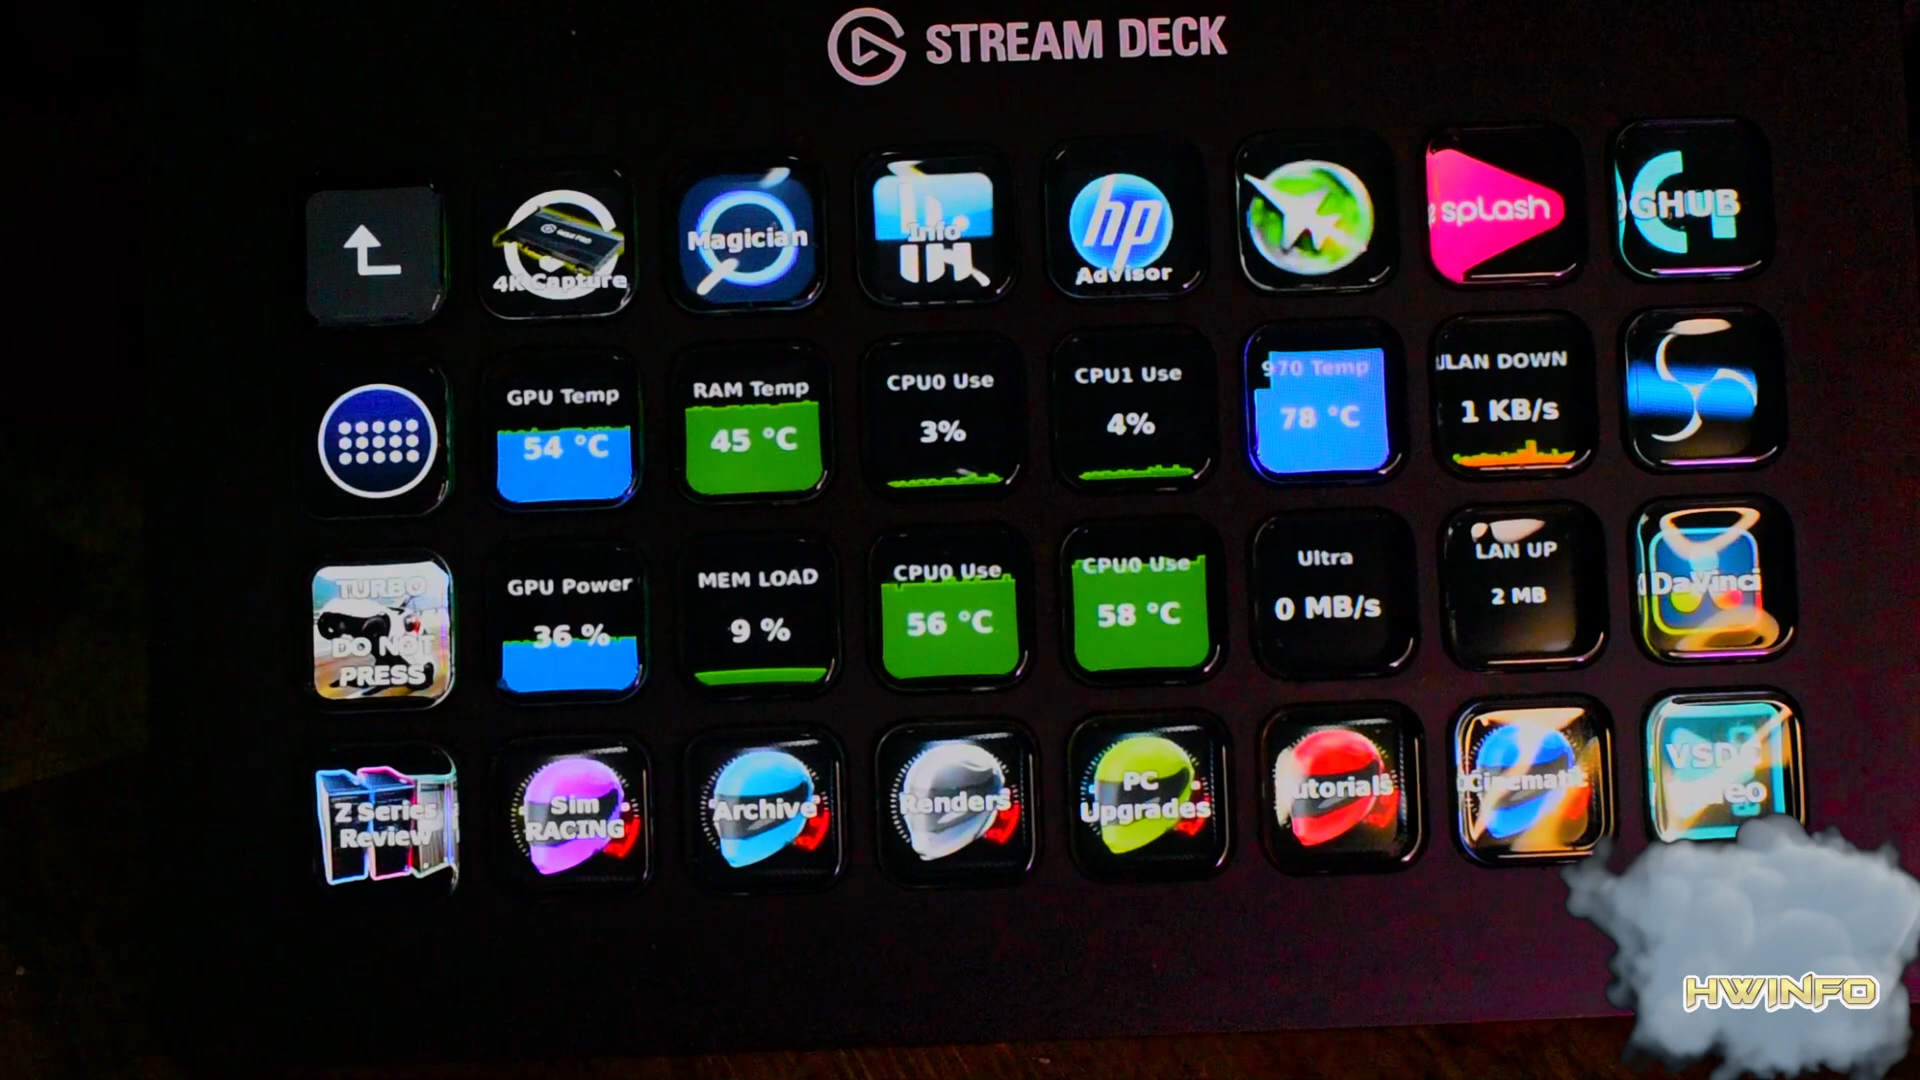 STREAM DECK
4K Capture
Magician
Info
hp
Advisor
splash
GHUB
GPU Temp
54 °C
RAM Temp
45 °C
CPU0 Use
3%
CPU1 Use
4%
970 Temp
78 °C
LAN DOWN
1 KB/s
TURBO
DO NOT
PRESS
GPU Power
36 %
MEM LOAD
9 %
CPU0 Use
56 °C
CPU0 Use
58 °C
Ultra
0 MB/s
LAN UP
2 MB
DaVinci
Z Series
Review
Sim
RACING
Archive
Renders
PC
Upgrades
utorials
Cinemati
VSDC
HWINFO